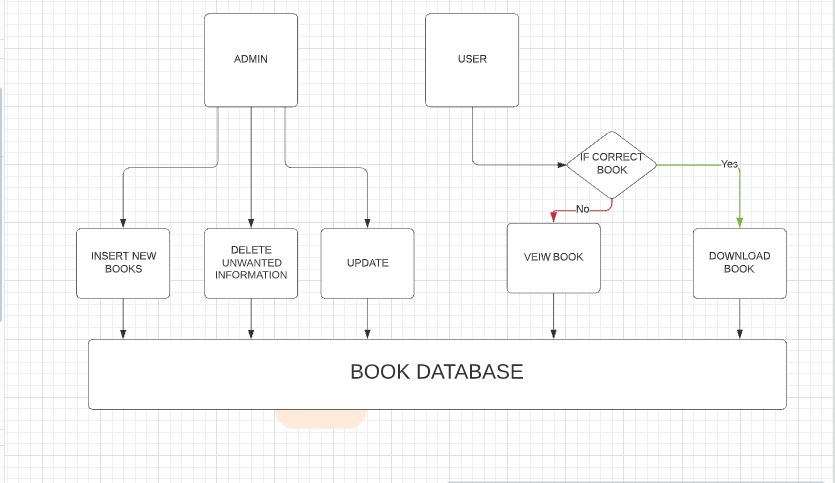 ADMIN
USER
IF CORRECT
BOOK
Yes
No
INSERT NEW
BOOKS
DELETE
UNWANTED
INFORMATION
UPDATE
VEIW BOOK
DOWNLOAD
BOOK
BOOK DATABASE